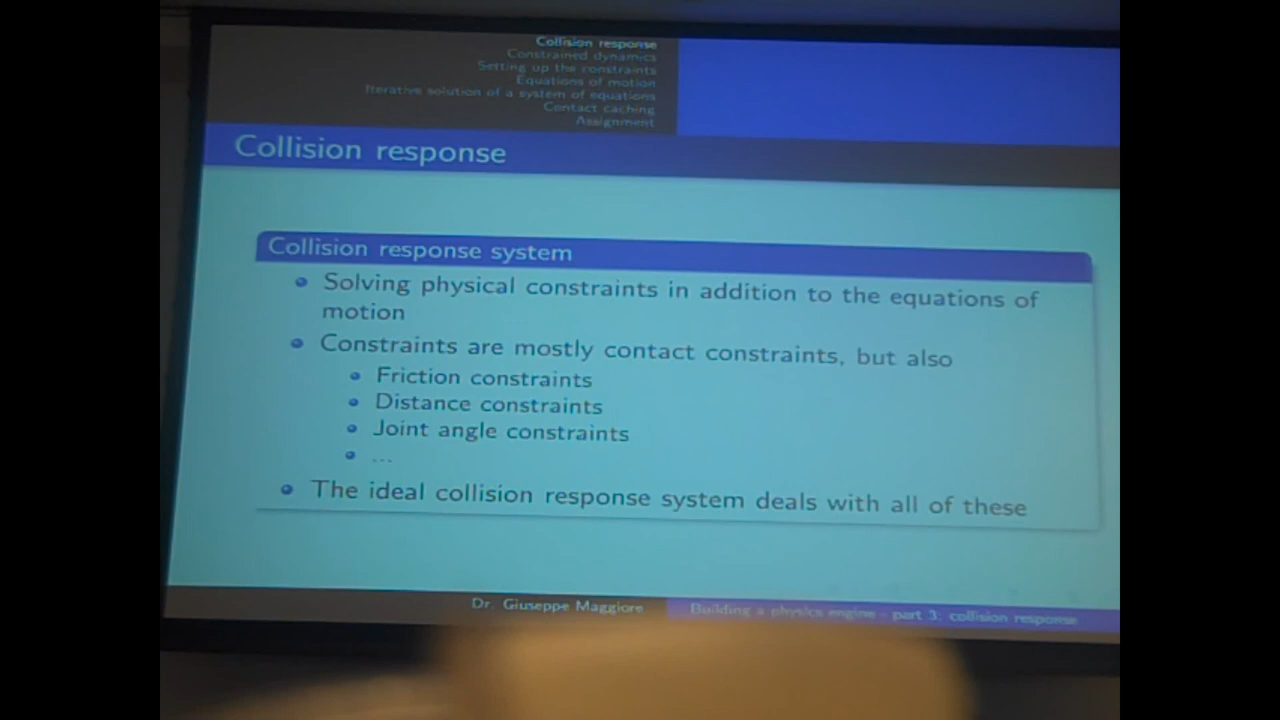 Collision response
Constrained dynamics
Setting up the constraints
Equations of motion
Iterative solution of a system of equations
Contact caching
Assignment
Collision response
Collision response system
Solving physical constraints in addition to the equations of
motion
Constraints are mostly contact constraints, but also
Friction constraints
Distance constraints
Joint angle constraints
...
The ideal collision response system deals with all of these
Dr. Giuseppe Maggiore
Building a physics engine - part 3: collision response